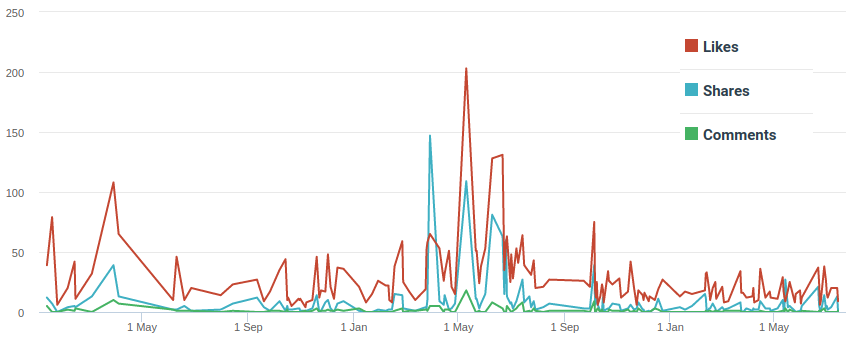 250
200
150
100
50
0
Likes
Shares
Comments
1 May
1 Sep
1 Jan
1 May
1 Sep
1 Jan
1 May